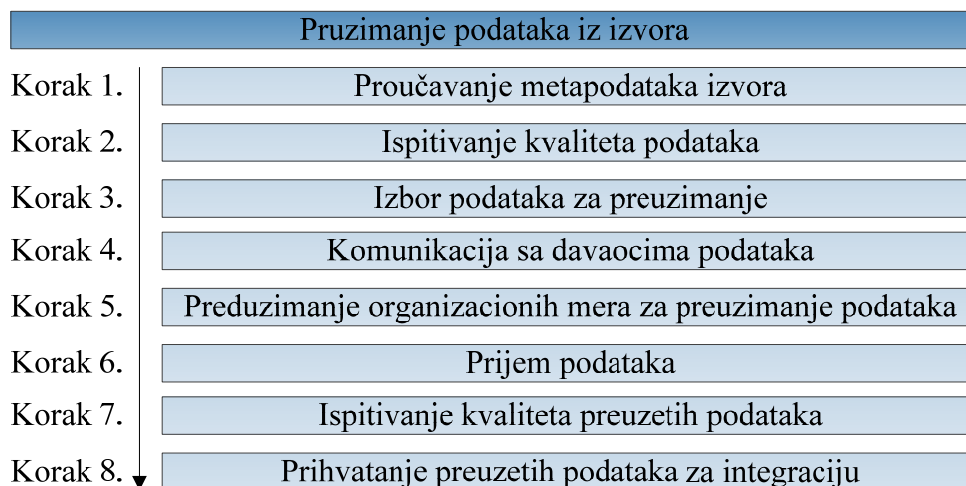 Pruzimanje podataka iz izvora
Korak 1. Proučavanje metapodataka izvora
Korak 2. Ispitivanje kvaliteta podataka
Korak 3. Izbor podataka za preuzimanje
Korak 4. Komunikacija sa davaocima podataka
Korak 5. Preduzimanje organizacionih mera za preuzimanje podataka
Korak 6. Prijem podataka
Korak 7. Ispitivanje kvaliteta preuzetih podataka
Korak 8. Prihvatanje preuzetih podataka za integraciju